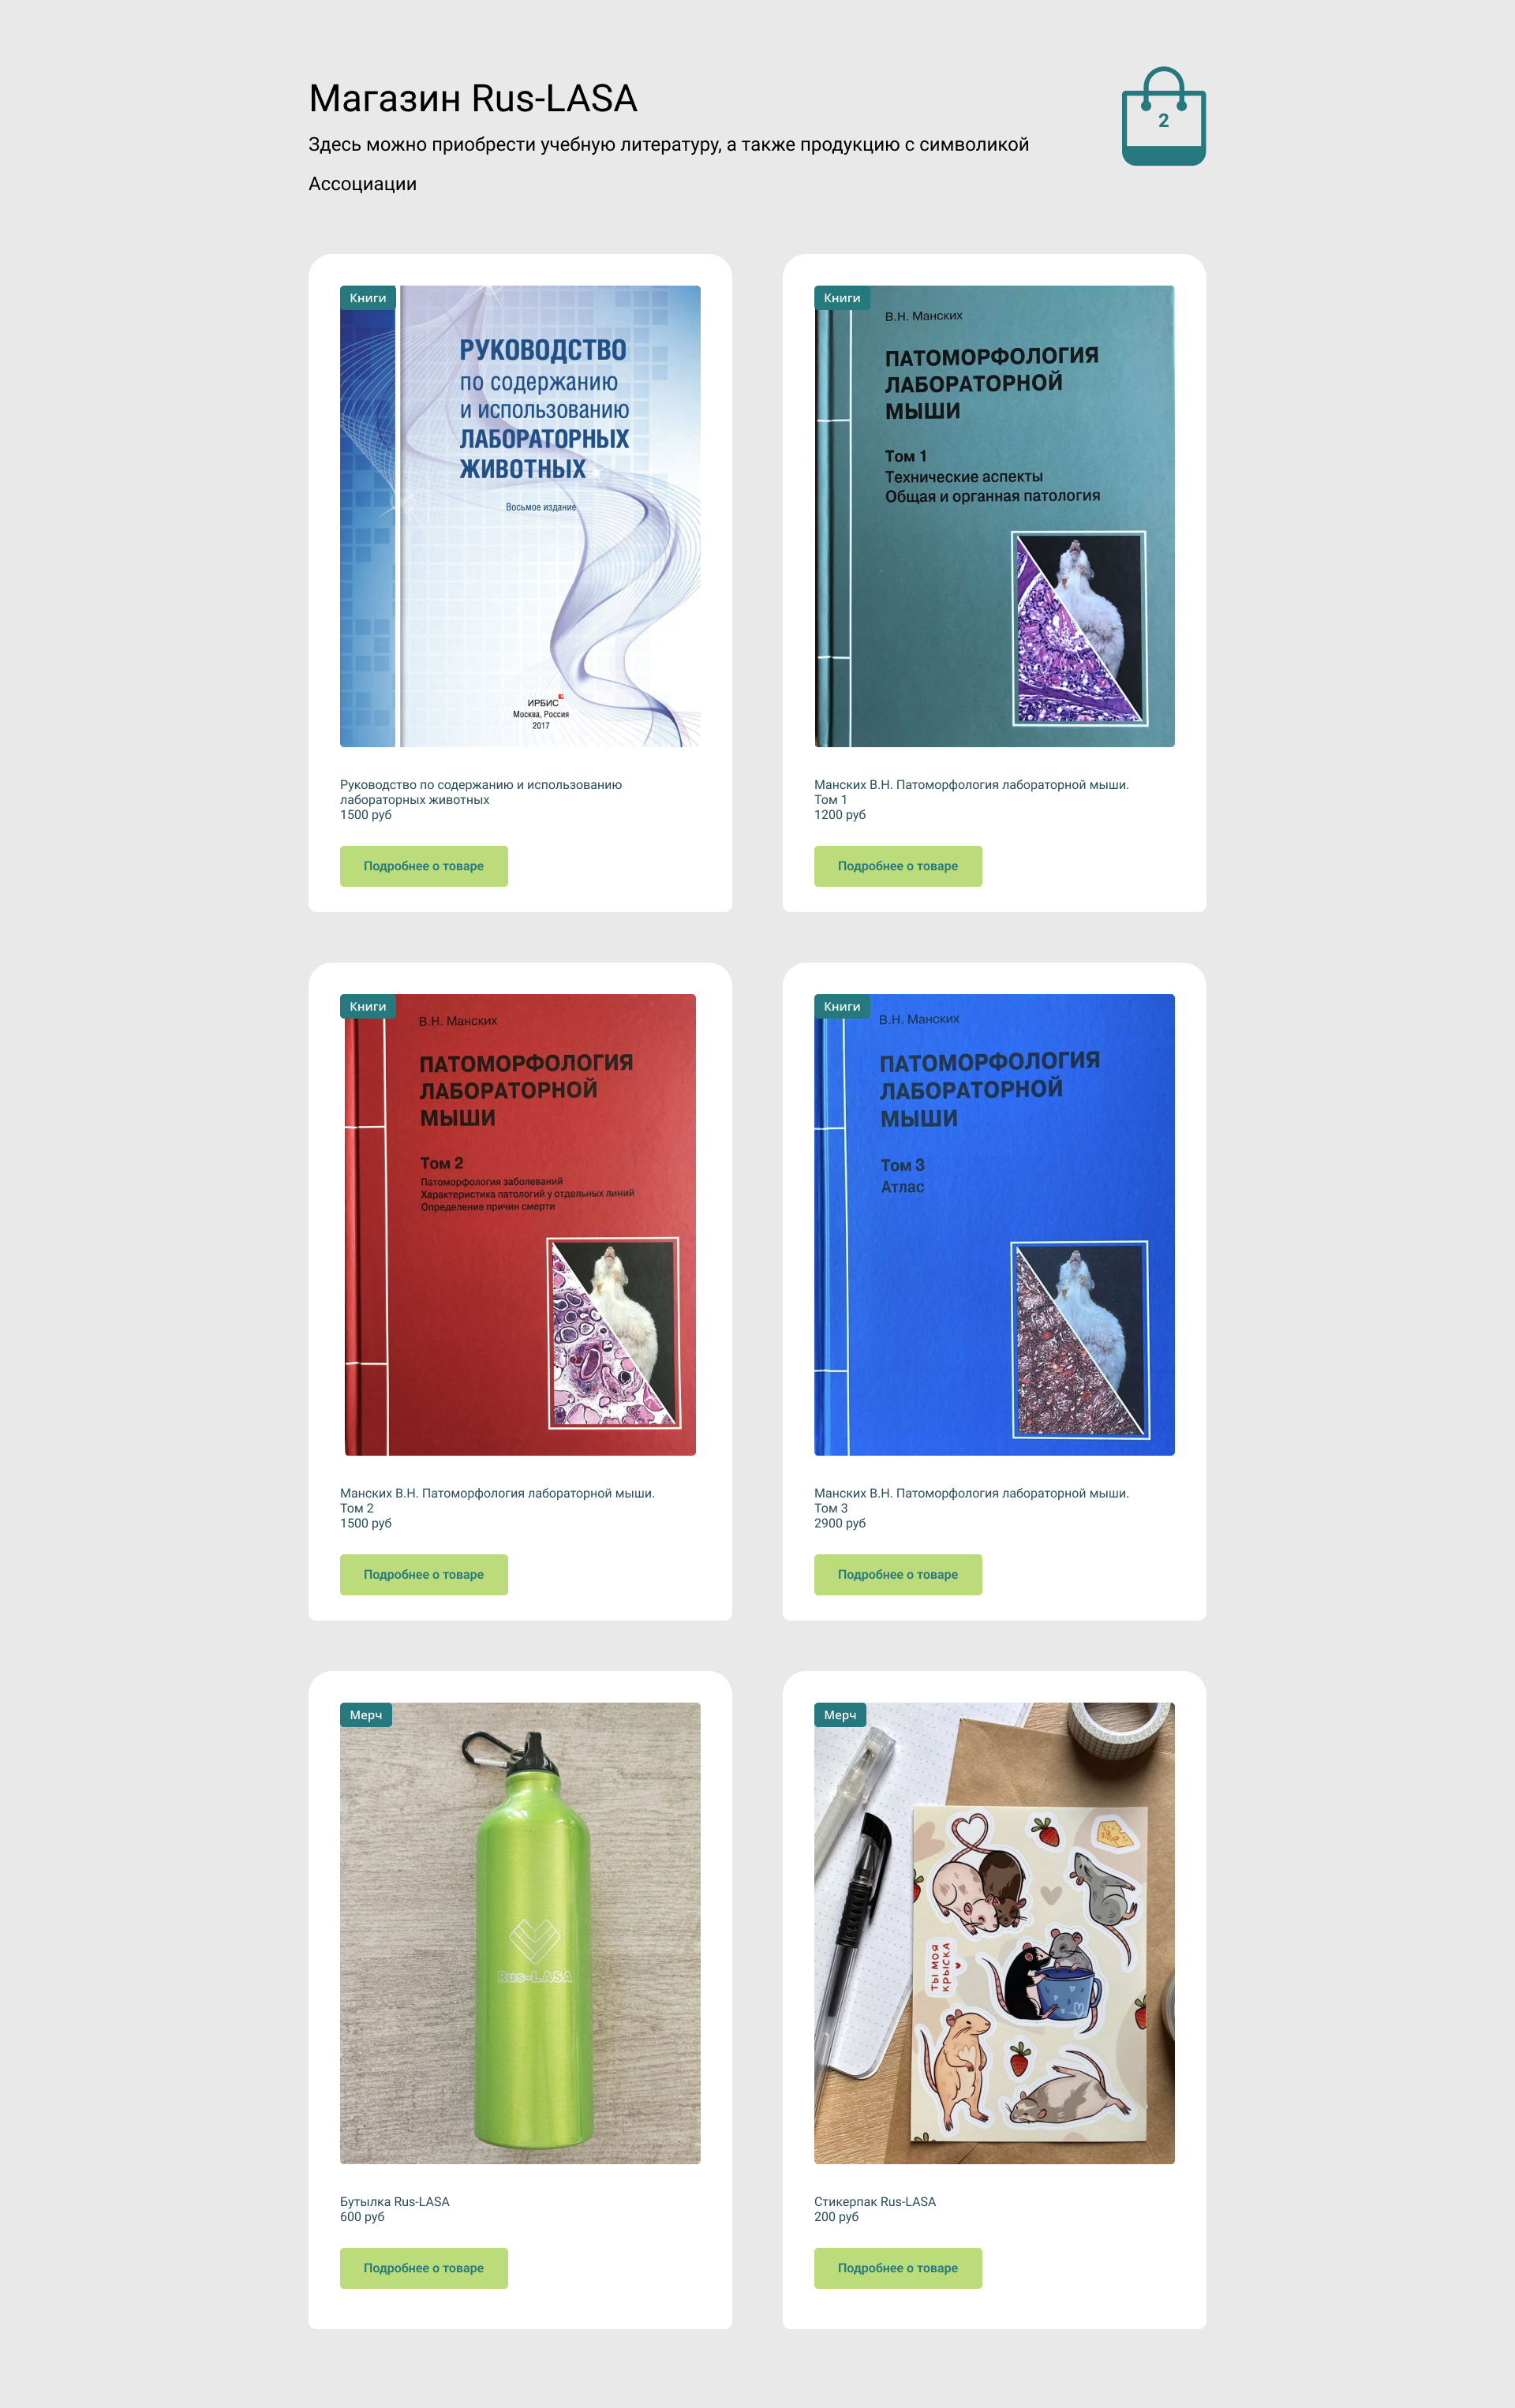 Магазин Rus-LASA
2
Здесь можно приобрести учебную литературу, а также продукцию с символикой
Ассоциации
Книги
РУКОВОДСТВО
по содержанию
и использованию
ЛАБОРАТОРНЫХ
ЖИВОТНЫХ
Восьмое издание
ИРБИС
Москва, Россия
2017
Руководство по содержанию и использованию
лабораторных животных
1500 руб
Подробнее о товаре
Книги
В.Н. Манских
ПАТОМОРФОЛОГИЯ
ЛАБОРАТОРНОЙ
МЫШИ
Том 1
Технические аспекты
Общая и органная патология
Манских В.Н. Патоморфология лабораторной мыши.
Том 1
1200 руб
Подробнее о товаре
Книги
В.Н. Манских
ПАТОМОРФОЛОГИЯ
ЛАБОРАТОРНОЙ
МЫШИ
Том 2
Патоморфология заболеваний
Характеристика патологий у отдельных линий
Определение причин смерти
Манских В.Н. Патоморфология лабораторной мыши.
Том 2
1500 руб
Подробнее о товаре
Книги
В.Н. Манских
ПАТОМОРФОЛОГИЯ
ЛАБОРАТОРНОЙ
МЫШИ
Том 3
Атлас
Манских В.Н. Патоморфология лабораторной мыши.
Том 3
2900 руб
Подробнее о товаре
Мерч
Rus-LASA
Бутылка Rus-LASA
600 руб
Подробнее о товаре
Мерч
ТЫ МОЯ
КРЫСКА
Стикерпак Rus-LASA
200 руб
Подробнее о товаре